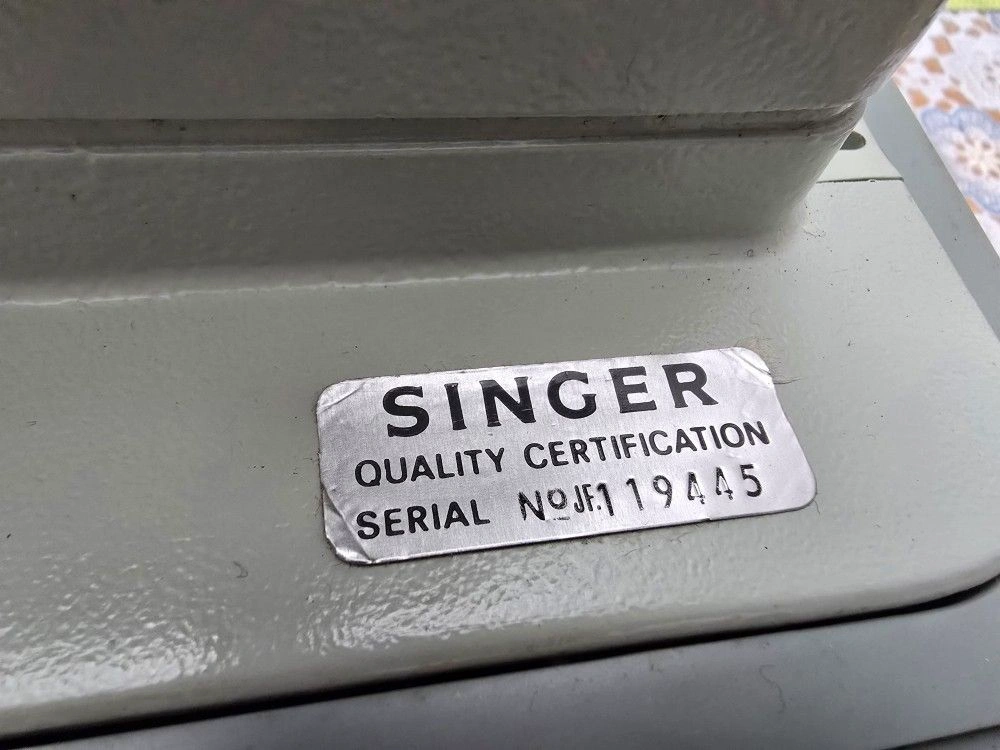 SINGER
QUALITY CERTIFICATION
SERIAL Nº JF.119445